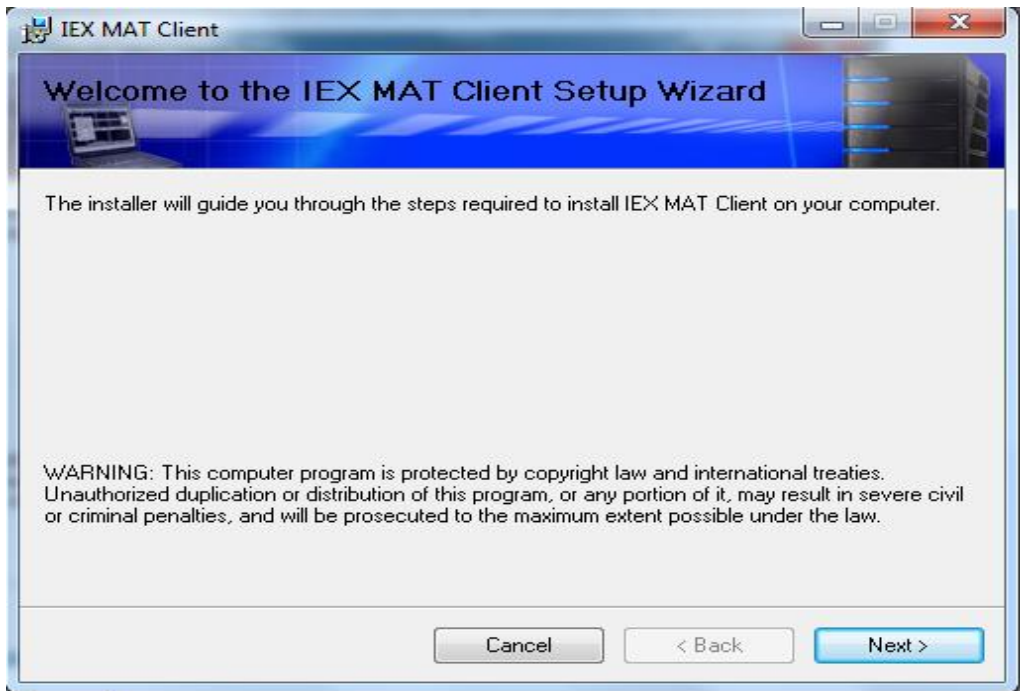 IEX MAT Client
Welcome to the IEX MAT Client Setup Wizard
The installer will guide you through the steps required to install IEX MAT Client on your computer.
WARNING: This computer program is protected by copyright law and international treaties.
Unauthorized duplication or distribution of this program, or any portion of it, may result in severe civil
or criminal penalties, and will be prosecuted to the maximum extent possible under the law.
Cancel
< Back
Next >